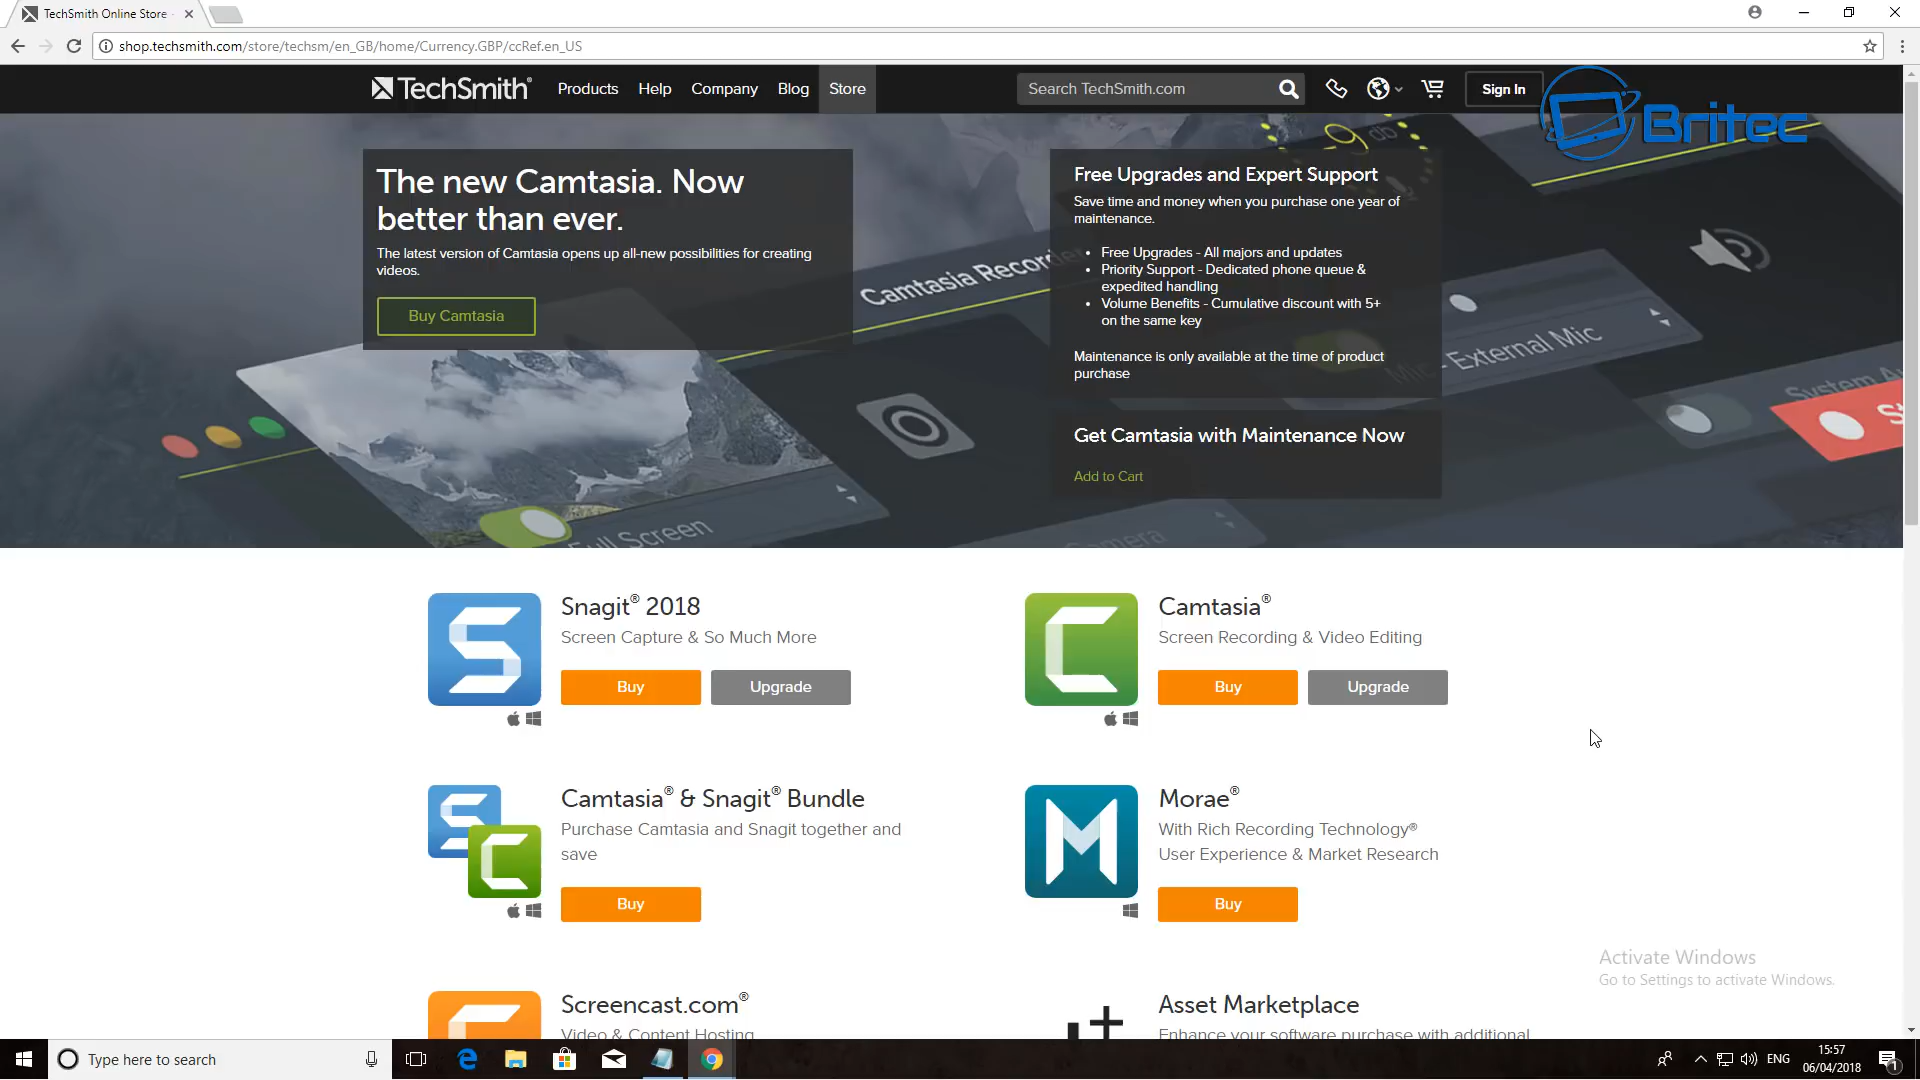 TechSmith Online Store
shop.techsmith.com/store/techsm/en_GB/home/Currency.GBP/ccRef.en_US
TechSmith® Products Help Company Blog Store Search TechSmith.com Sign In
Britec
The new Camtasia. Now
better than ever.
The latest version of Camtasia opens up all-new possibilities for creating
videos.
Buy Camtasia
Free Upgrades and Expert Support
Save time and money when you purchase one year of
maintenance.
• Free Upgrades - All majors and updates
• Priority Support - Dedicated phone queue &
expedited handling
• Volume Benefits - Cumulative discount with 5+
on the same key
Maintenance is only available at the time of product
purchase
Get Camtasia with Maintenance Now
Add to Cart
db
Camtasia Recorder
Mic - External Mic
Full Screen
Camera
Snagit® 2018
Screen Capture & So Much More
Buy Upgrade
Camtasia®
Screen Recording & Video Editing
Buy Upgrade
Camtasia® & Snagit® Bundle
Purchase Camtasia and Snagit together and
save
Buy
Morae®
With Rich Recording Technology®
User Experience & Market Research
Buy
Screencast.com®
Video & Content Hosting
Asset Marketplace
Enhance your software purchase with additional
Activate Windows
Go to Settings to activate Windows.
Type here to search
ENG
15:57
06/04/2018
1